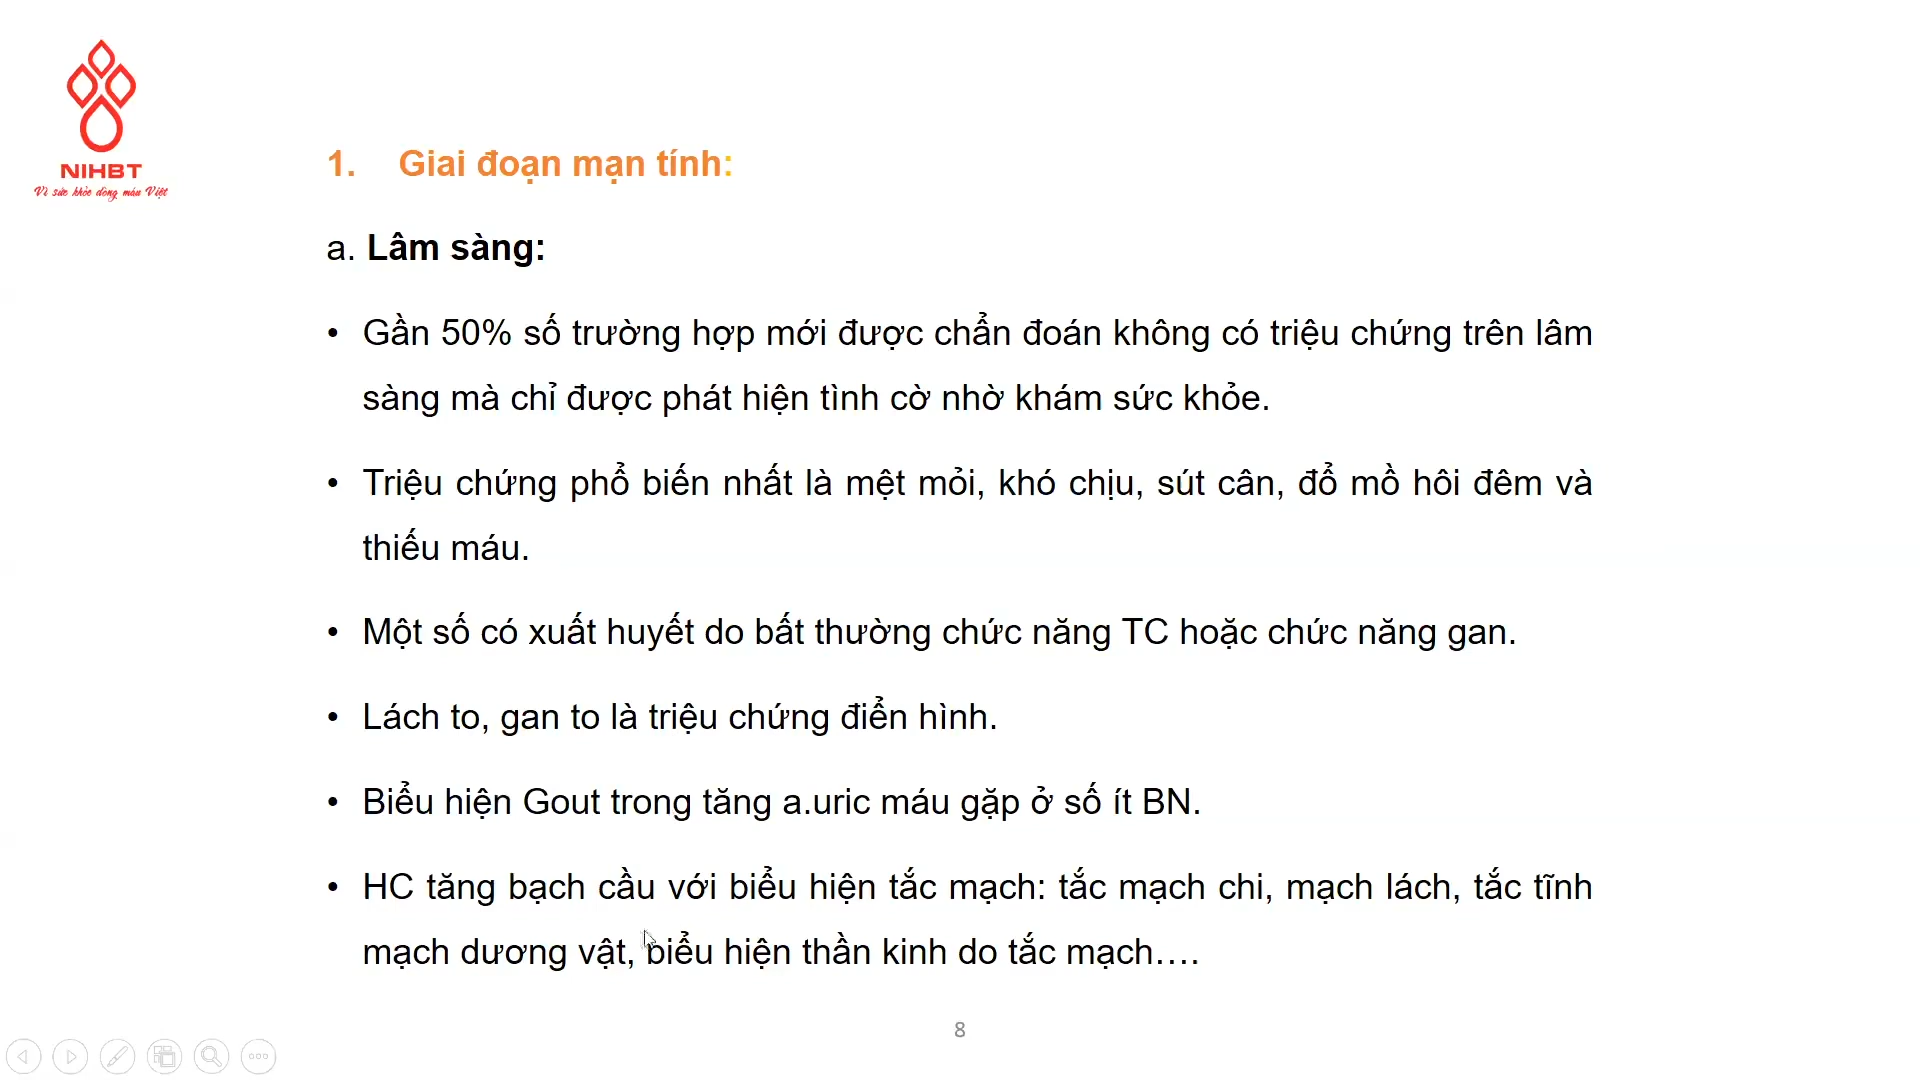 NIHBT
Vì sức khỏe dòng máu Việt
1. Giai đoạn mạn tính:
a. Lâm sàng:
• Gần 50% số trường hợp mới được chẩn đoán không có triệu chứng trên lâm
sàng mà chỉ được phát hiện tình cờ nhờ khám sức khỏe.
• Triệu chứng phổ biến nhất là mệt mỏi, khó chịu, sút cân, đổ mồ hôi đêm và
thiếu máu.
• Một số có xuất huyết do bất thường chức năng TC hoặc chức năng gan.
• Lách to, gan to là triệu chứng điển hình.
• Biểu hiện Gout trong tăng a.uric máu gặp ở số ít BN.
• HC tăng bạch cầu với biểu hiện tắc mạch: tắc mạch chi, mạch lách, tắc tĩnh
mạch dương vật, biểu hiện thần kinh do tắc mạch….
8